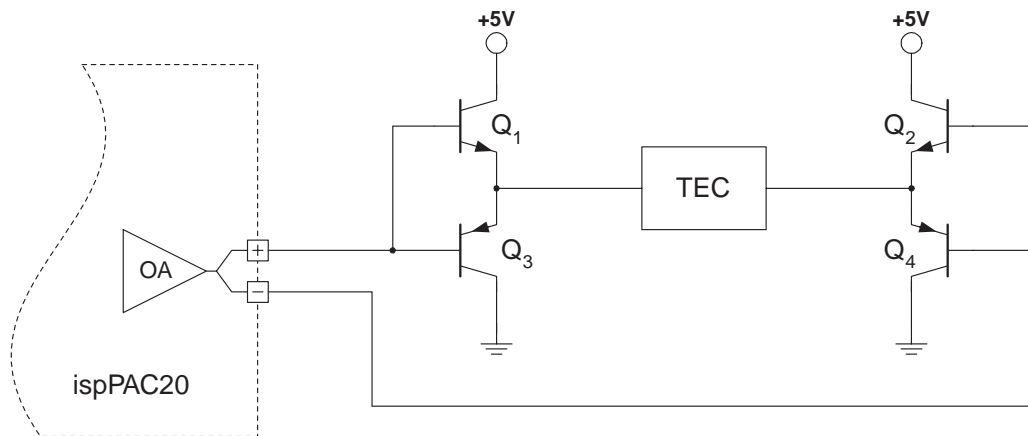 +5V
+5V
Q1
Q2
TEC
+
OA
Q3
Q4
−
ispPAC20